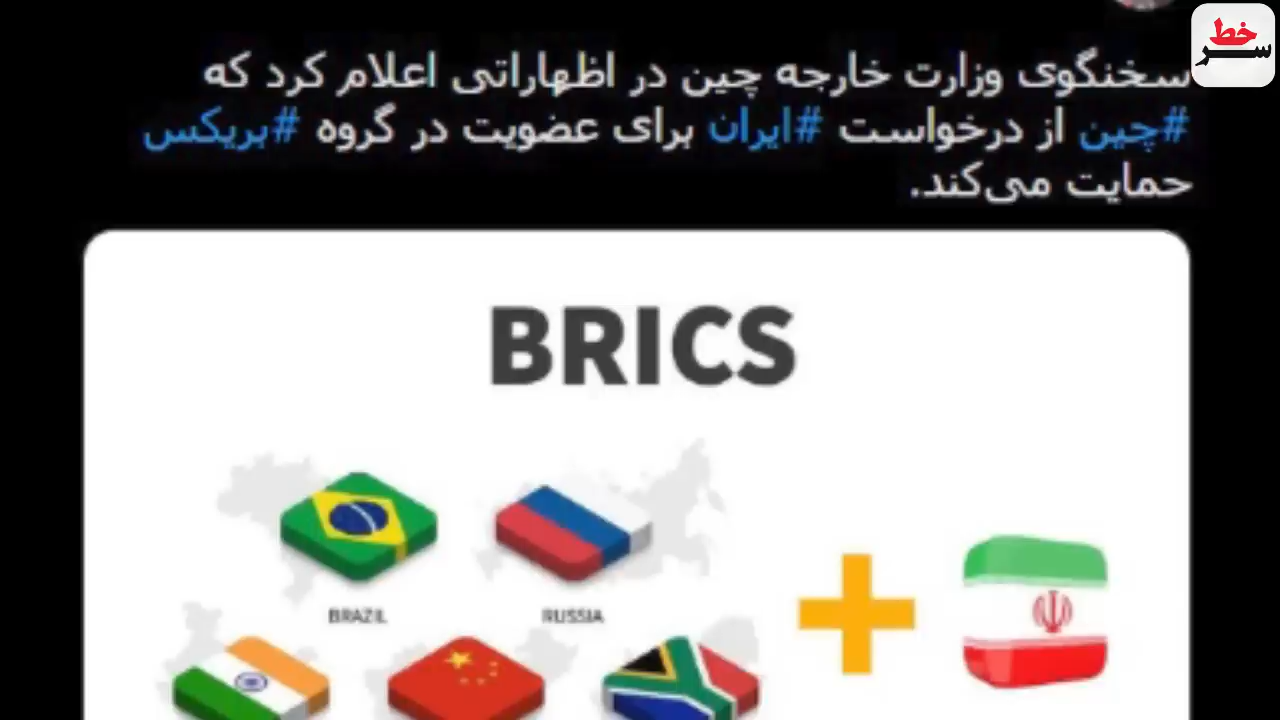 خط
سر
سخنگوی وزارت خارجه چین در اظهاراتی اعلام کرد که
#چین از درخواست #ایران برای عضویت در گروه #بریکس
حمایت می‌کند.
BRICS
BRAZIL
RUSSIA